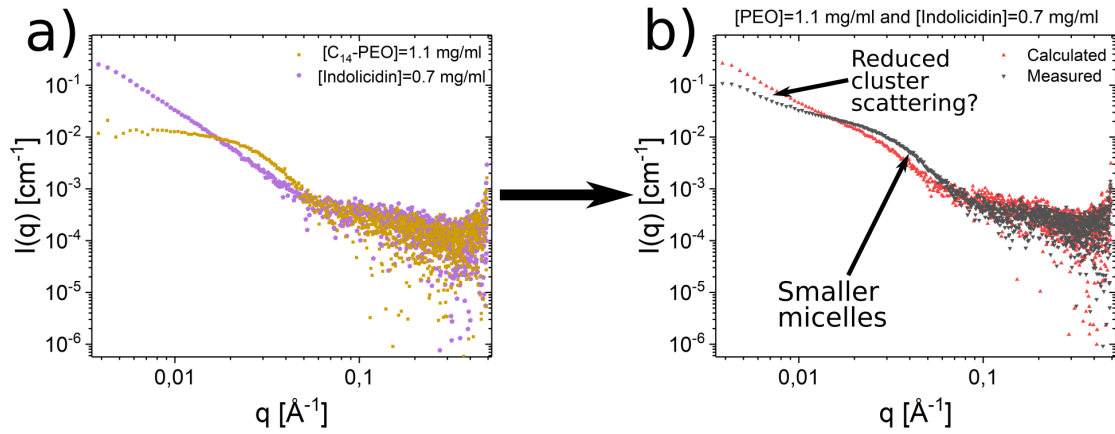 a)
[C₁₄-PEO]=1.1 mg/ml
[Indolicidin]=0.7 mg/ml
I(q) [cm⁻¹]
10⁻¹
10⁻²
10⁻³
10⁻⁴
10⁻⁵
10⁻⁶
0,01
0,1
q [Å⁻¹]
b)
[PEO]=1.1 mg/ml and [Indolicidin]=0.7 mg/ml
Calculated
Measured
Reduced
cluster
scattering?
Smaller
micelles
I(q) [cm⁻¹]
10⁻¹
10⁻²
10⁻³
10⁻⁴
10⁻⁵
10⁻⁶
0,01
0,1
q [Å⁻¹]